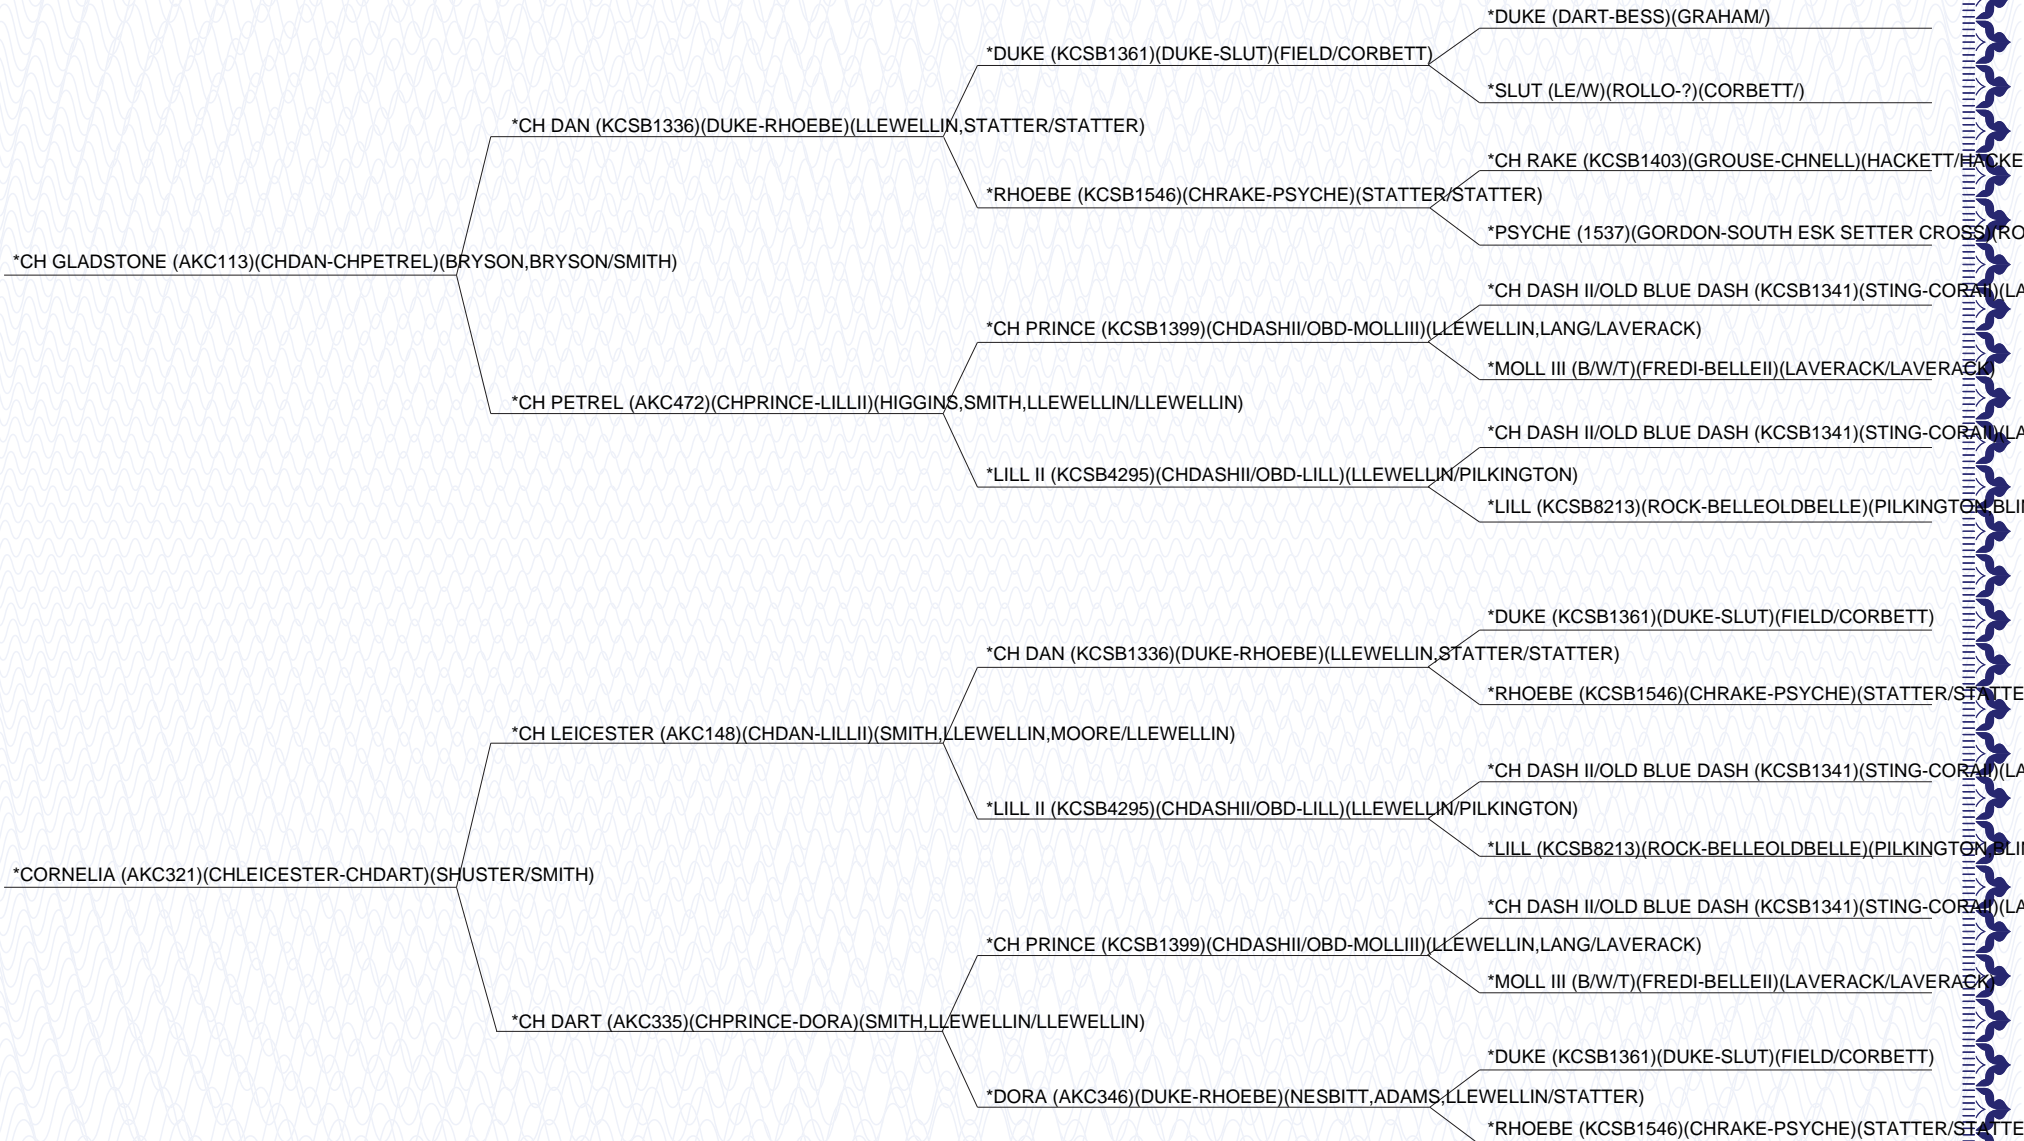 *DUKE (DART-BESS)(GRAHAM/)
*DUKE (KCSB1361)(DUKE-SLUT)(FIELD/CORBETT)
*SLUT (LE/W)(ROLLO-?)(CORBETT/)
*CH DAN (KCSB1336)(DUKE-RHOEBE)(LLEWELLIN,STATTER/STATTER)
*CH RAKE (KCSB1403)(GROUSE-CHNELL)(HACKETT/HACKE
*RHOEBE (KCSB1546)(CHRAKE-PSYCHE)(STATTER/STATTER)
*PSYCHE (1537)(GORDON-SOUTH ESK SETTER CROSS)(RO
*CH GLADSTONE (AKC113)(CHDAN-CHPETREL)(BRYSON,BRYSON/SMITH)
*CH DASH II/OLD BLUE DASH (KCSB1341)(STING-CORAII)(LA
*CH PRINCE (KCSB1399)(CHDASHII/OBD-MOLLIII)(LLEWELLIN,LANG/LAVERACK)
*MOLL III (B/W/T)(FREDI-BELLEII)(LAVERACK/LAVERACK)
*CH PETREL (AKC472)(CHPRINCE-LILLII)(HIGGINS,SMITH,LLEWELLIN/LLEWELLIN)
*CH DASH II/OLD BLUE DASH (KCSB1341)(STING-CORAII)(LA
*LILL II (KCSB4295)(CHDASHII/OBD-LILL)(LLEWELLIN/PILKINGTON)
*LILL (KCSB8213)(ROCK-BELLEOLDBELLE)(PILKINGTON,BLI
*DUKE (KCSB1361)(DUKE-SLUT)(FIELD/CORBETT)
*CH DAN (KCSB1336)(DUKE-RHOEBE)(LLEWELLIN,STATTER/STATTER)
*RHOEBE (KCSB1546)(CHRAKE-PSYCHE)(STATTER/STATTE
*CH LEICESTER (AKC148)(CHDAN-LILLII)(SMITH,LLEWELLIN,MOORE/LLEWELLIN)
*CH DASH II/OLD BLUE DASH (KCSB1341)(STING-CORAII)(LA
*LILL II (KCSB4295)(CHDASHII/OBD-LILL)(LLEWELLIN/PILKINGTON)
*LILL (KCSB8213)(ROCK-BELLEOLDBELLE)(PILKINGTON,BLI
*CORNELIA (AKC321)(CHLEICESTER-CHDART)(SHUSTER/SMITH)
*CH DASH II/OLD BLUE DASH (KCSB1341)(STING-CORAII)(LA
*CH PRINCE (KCSB1399)(CHDASHII/OBD-MOLLIII)(LLEWELLIN,LANG/LAVERACK)
*MOLL III (B/W/T)(FREDI-BELLEII)(LAVERACK/LAVERACK)
*CH DART (AKC335)(CHPRINCE-DORA)(SMITH,LLEWELLIN/LLEWELLIN)
*DUKE (KCSB1361)(DUKE-SLUT)(FIELD/CORBETT)
*DORA (AKC346)(DUKE-RHOEBE)(NESBITT,ADAMS,LLEWELLIN/STATTER)
*RHOEBE (KCSB1546)(CHRAKE-PSYCHE)(STATTER/STATTE